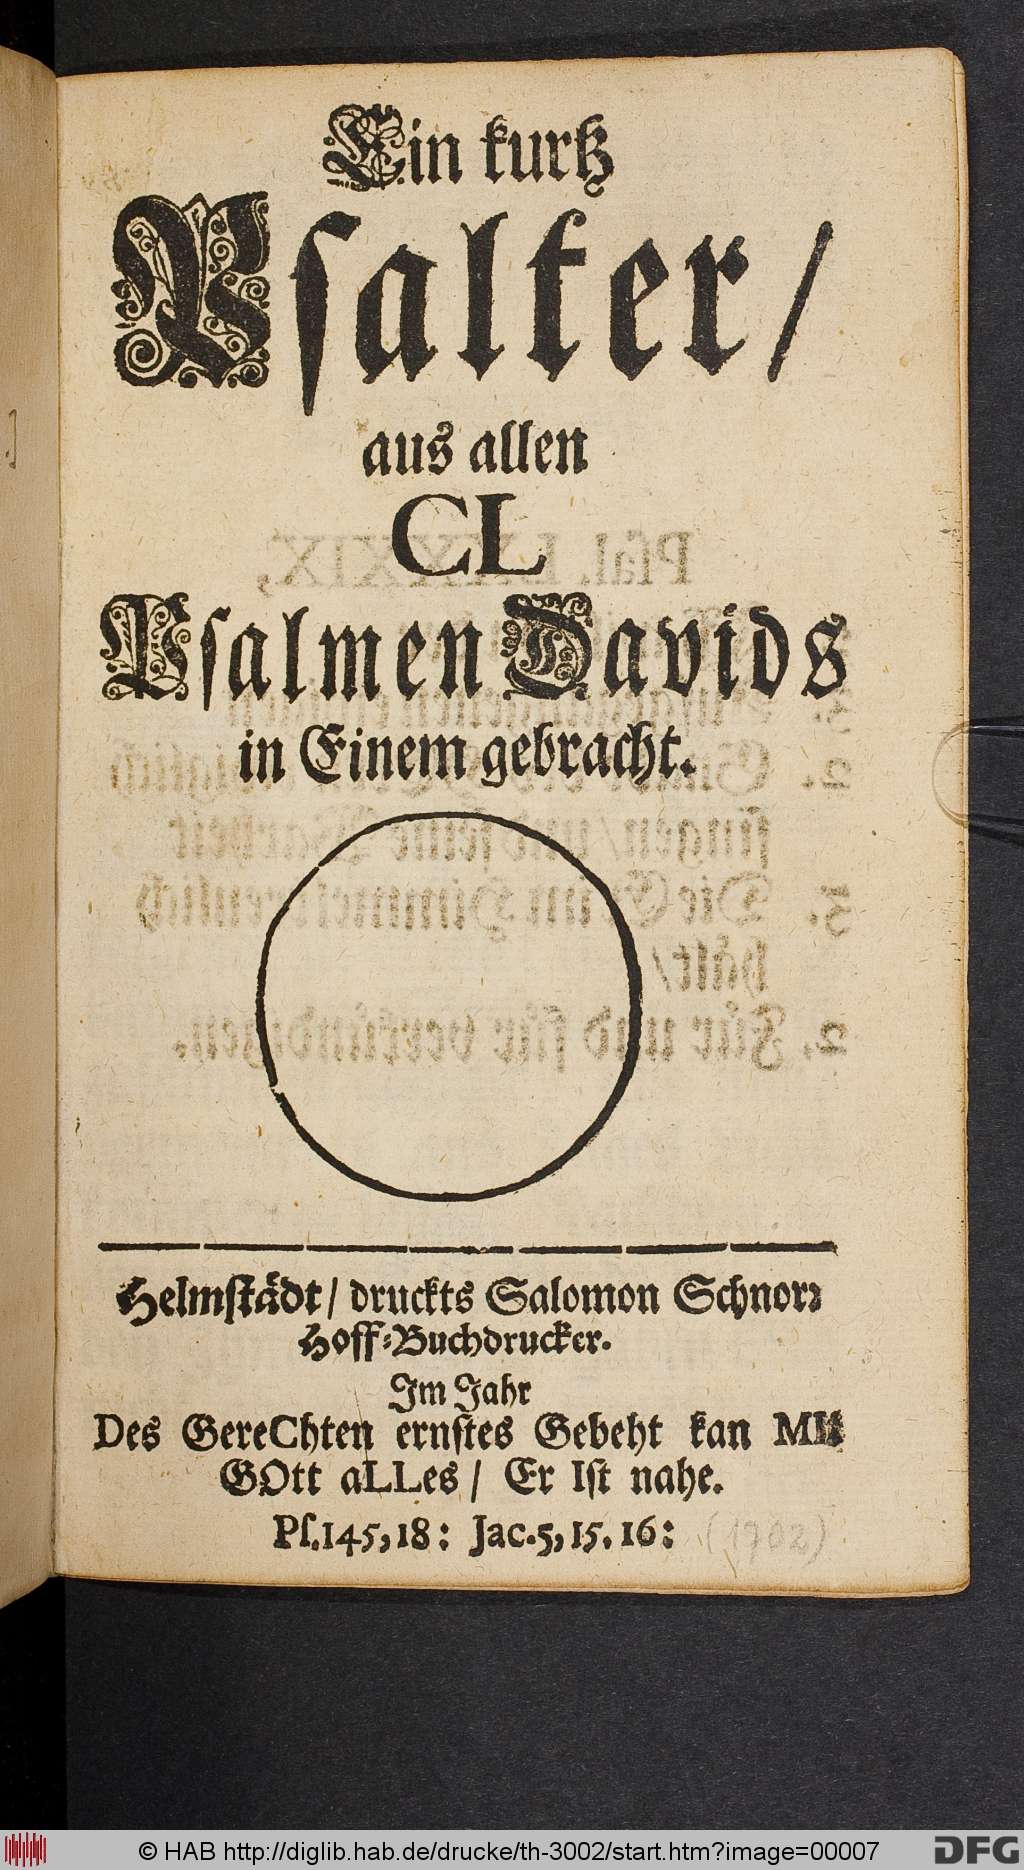 Ein kurtz
Psalter/
aus allen
CL
Psalmen Davids
in Einem gebracht.
Helmstädt/ druckts Salomon Schnorr
Hoff-Buchdrucker.
Im Jahr
Des GereChten ernstes Gebeht kan MIt
GOtt aLLes/ Er Ist nahe.
Ps.145,18: Jac.5,15.16: (1702)
© HAB http://diglib.hab.de/drucke/th-3002/start.htm?image=00007
DFG